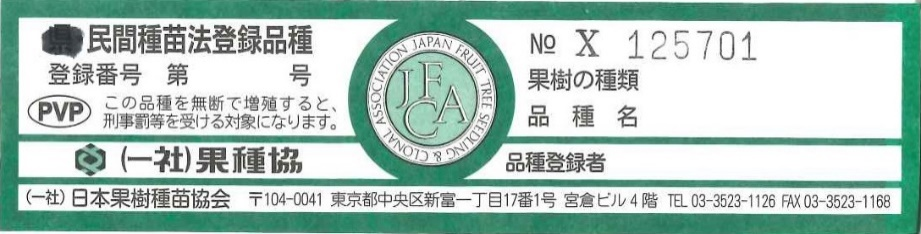 県 民間種苗法登録品種
登録番号 第 号
PVP この品種を無断で増殖すると、
刑事罰等を受ける対象になります。
(一社)果種協
JAPAN FRUIT TREE SEEDLING & CLONAL ASSOCIATION
JFCA
№ X 125701
果樹の種類
品種名
品種登録者
(一社)日本果樹種苗協会 〒104-0041 東京都中央区新富一丁目17番1号 宮倉ビル4階 TEL 03-3523-1126 FAX 03-3523-1168